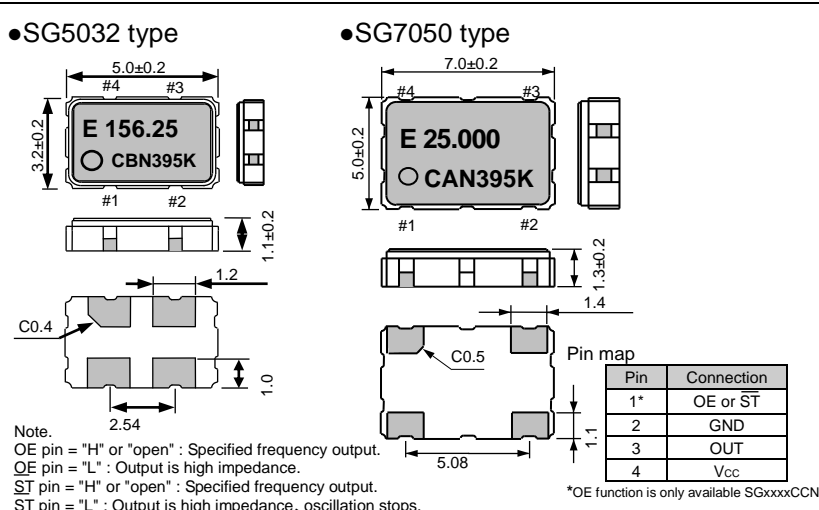 ●SG5032 type
5.0±0.2
#4 #3
3.2±0.2
E 156.25
CBN395K
#1 #2
1.1±0.2
1.2
C0.4
1.0
2.54
●SG7050 type
7.0±0.2
#4 #3
5.0±0.2
E 25.000
CAN395K
#1 #2
1.3±0.2
1.4
C0.5
1.1
5.08
Pin map
Pin Connection
1* OE or S̅T̅
2 GND
3 OUT
4 Vcc
*OE function is only available SGxxxxCCN
Note.
OE pin = "H" or "open" : Specified frequency output.
OE pin = "L" : Output is high impedance.
S̅T̅ pin = "H" or "open" : Specified frequency output.
S̅T̅ pin = "L" : Output is high impedance, oscillation stops.